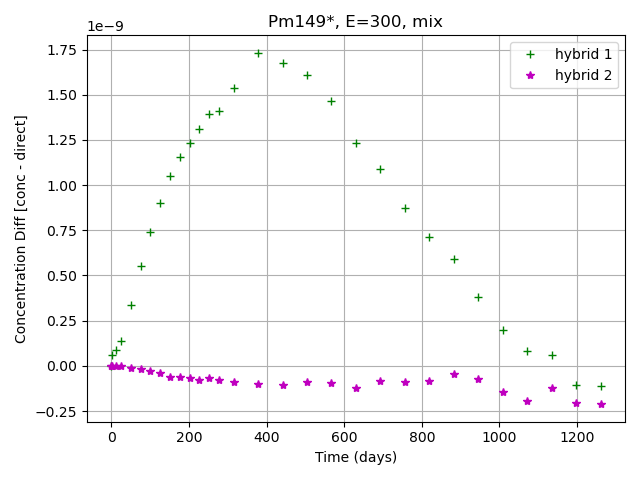 Pm149*, E=300, mix
1e−9
hybrid 1
hybrid 2
1.75
1.50
1.25
1.00
0.75
0.50
0.25
0.00
−0.25
Concentration Diff [conc - direct]
0 200 400 600 800 1000 1200
Time (days)